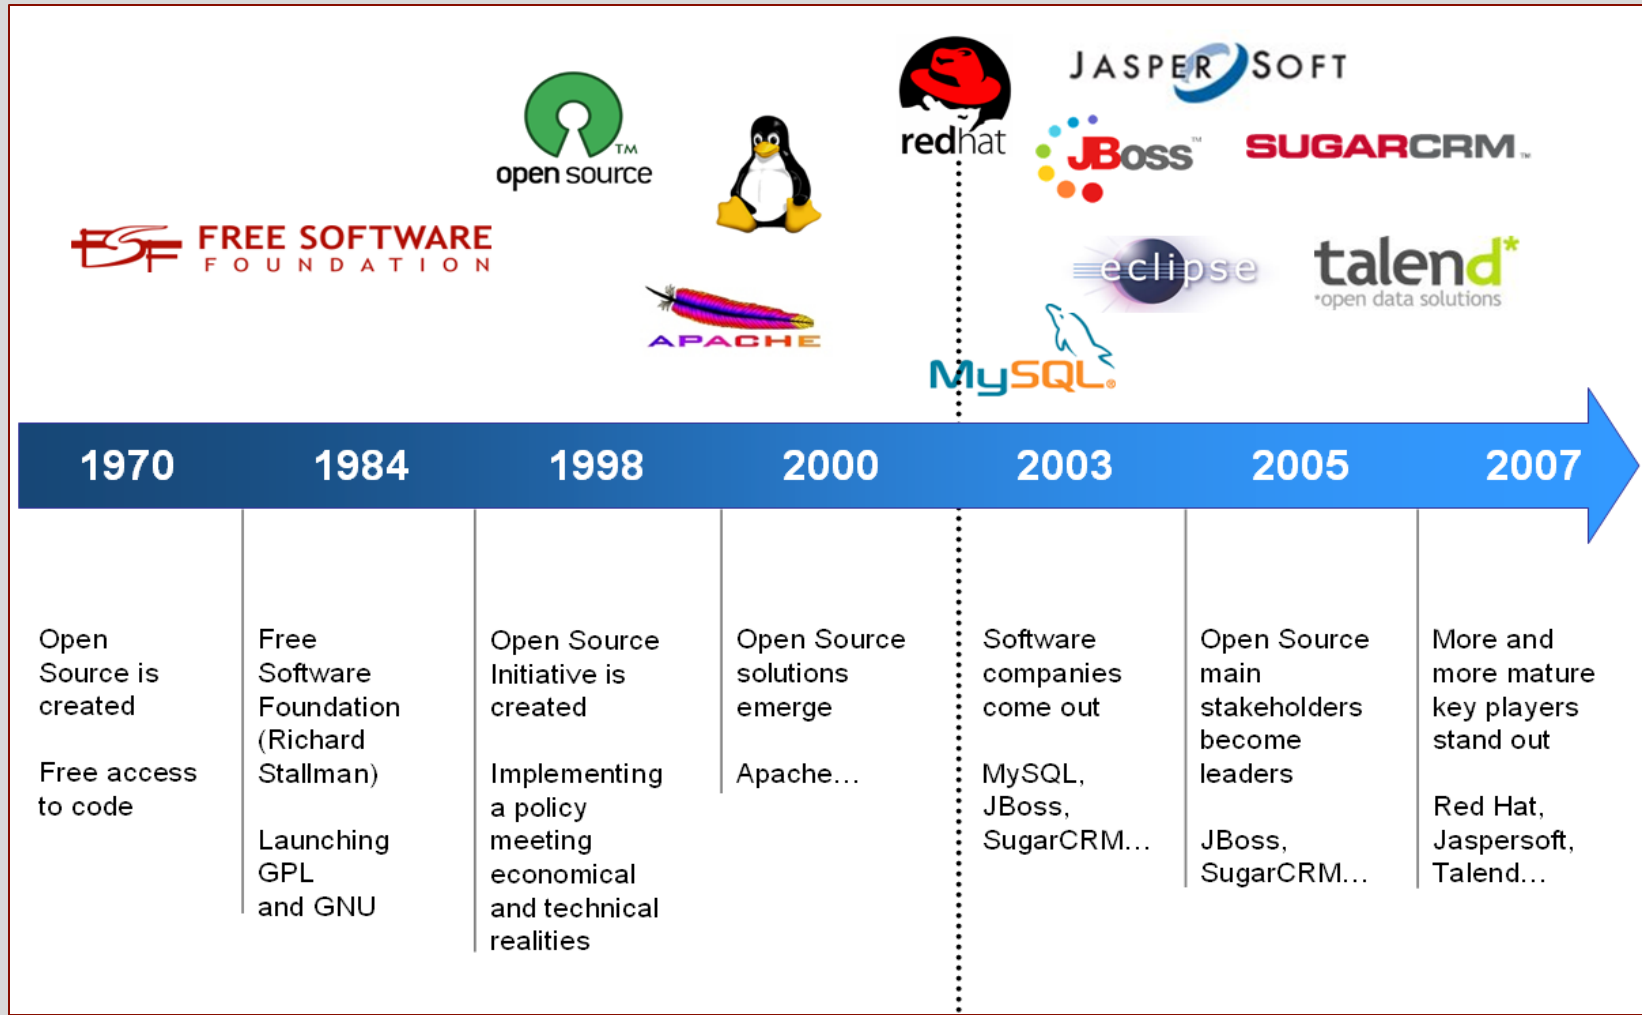 JASPERSOFT
redhat
JBoss™
SUGARCRM™
TM
open source
FSF FREE SOFTWARE
FOUNDATION
eclipse
talend*
*open data solutions
APACHE
MySQL®
1970 1984 1998 2000 2003 2005 2007
Open
Source is
created
Free access
to code
Free
Software
Foundation
(Richard
Stallman)
Launching
GPL
and GNU
Open Source
Initiative is
created
Implementing
a policy
meeting
economical
and technical
realities
Open Source
solutions
emerge
Apache...
Software
companies
come out
MySQL,
JBoss,
SugarCRM...
Open Source
main
stakeholders
become
leaders
JBoss,
SugarCRM...
More and
more mature
key players
stand out
Red Hat,
Jaspersoft,
Talend...